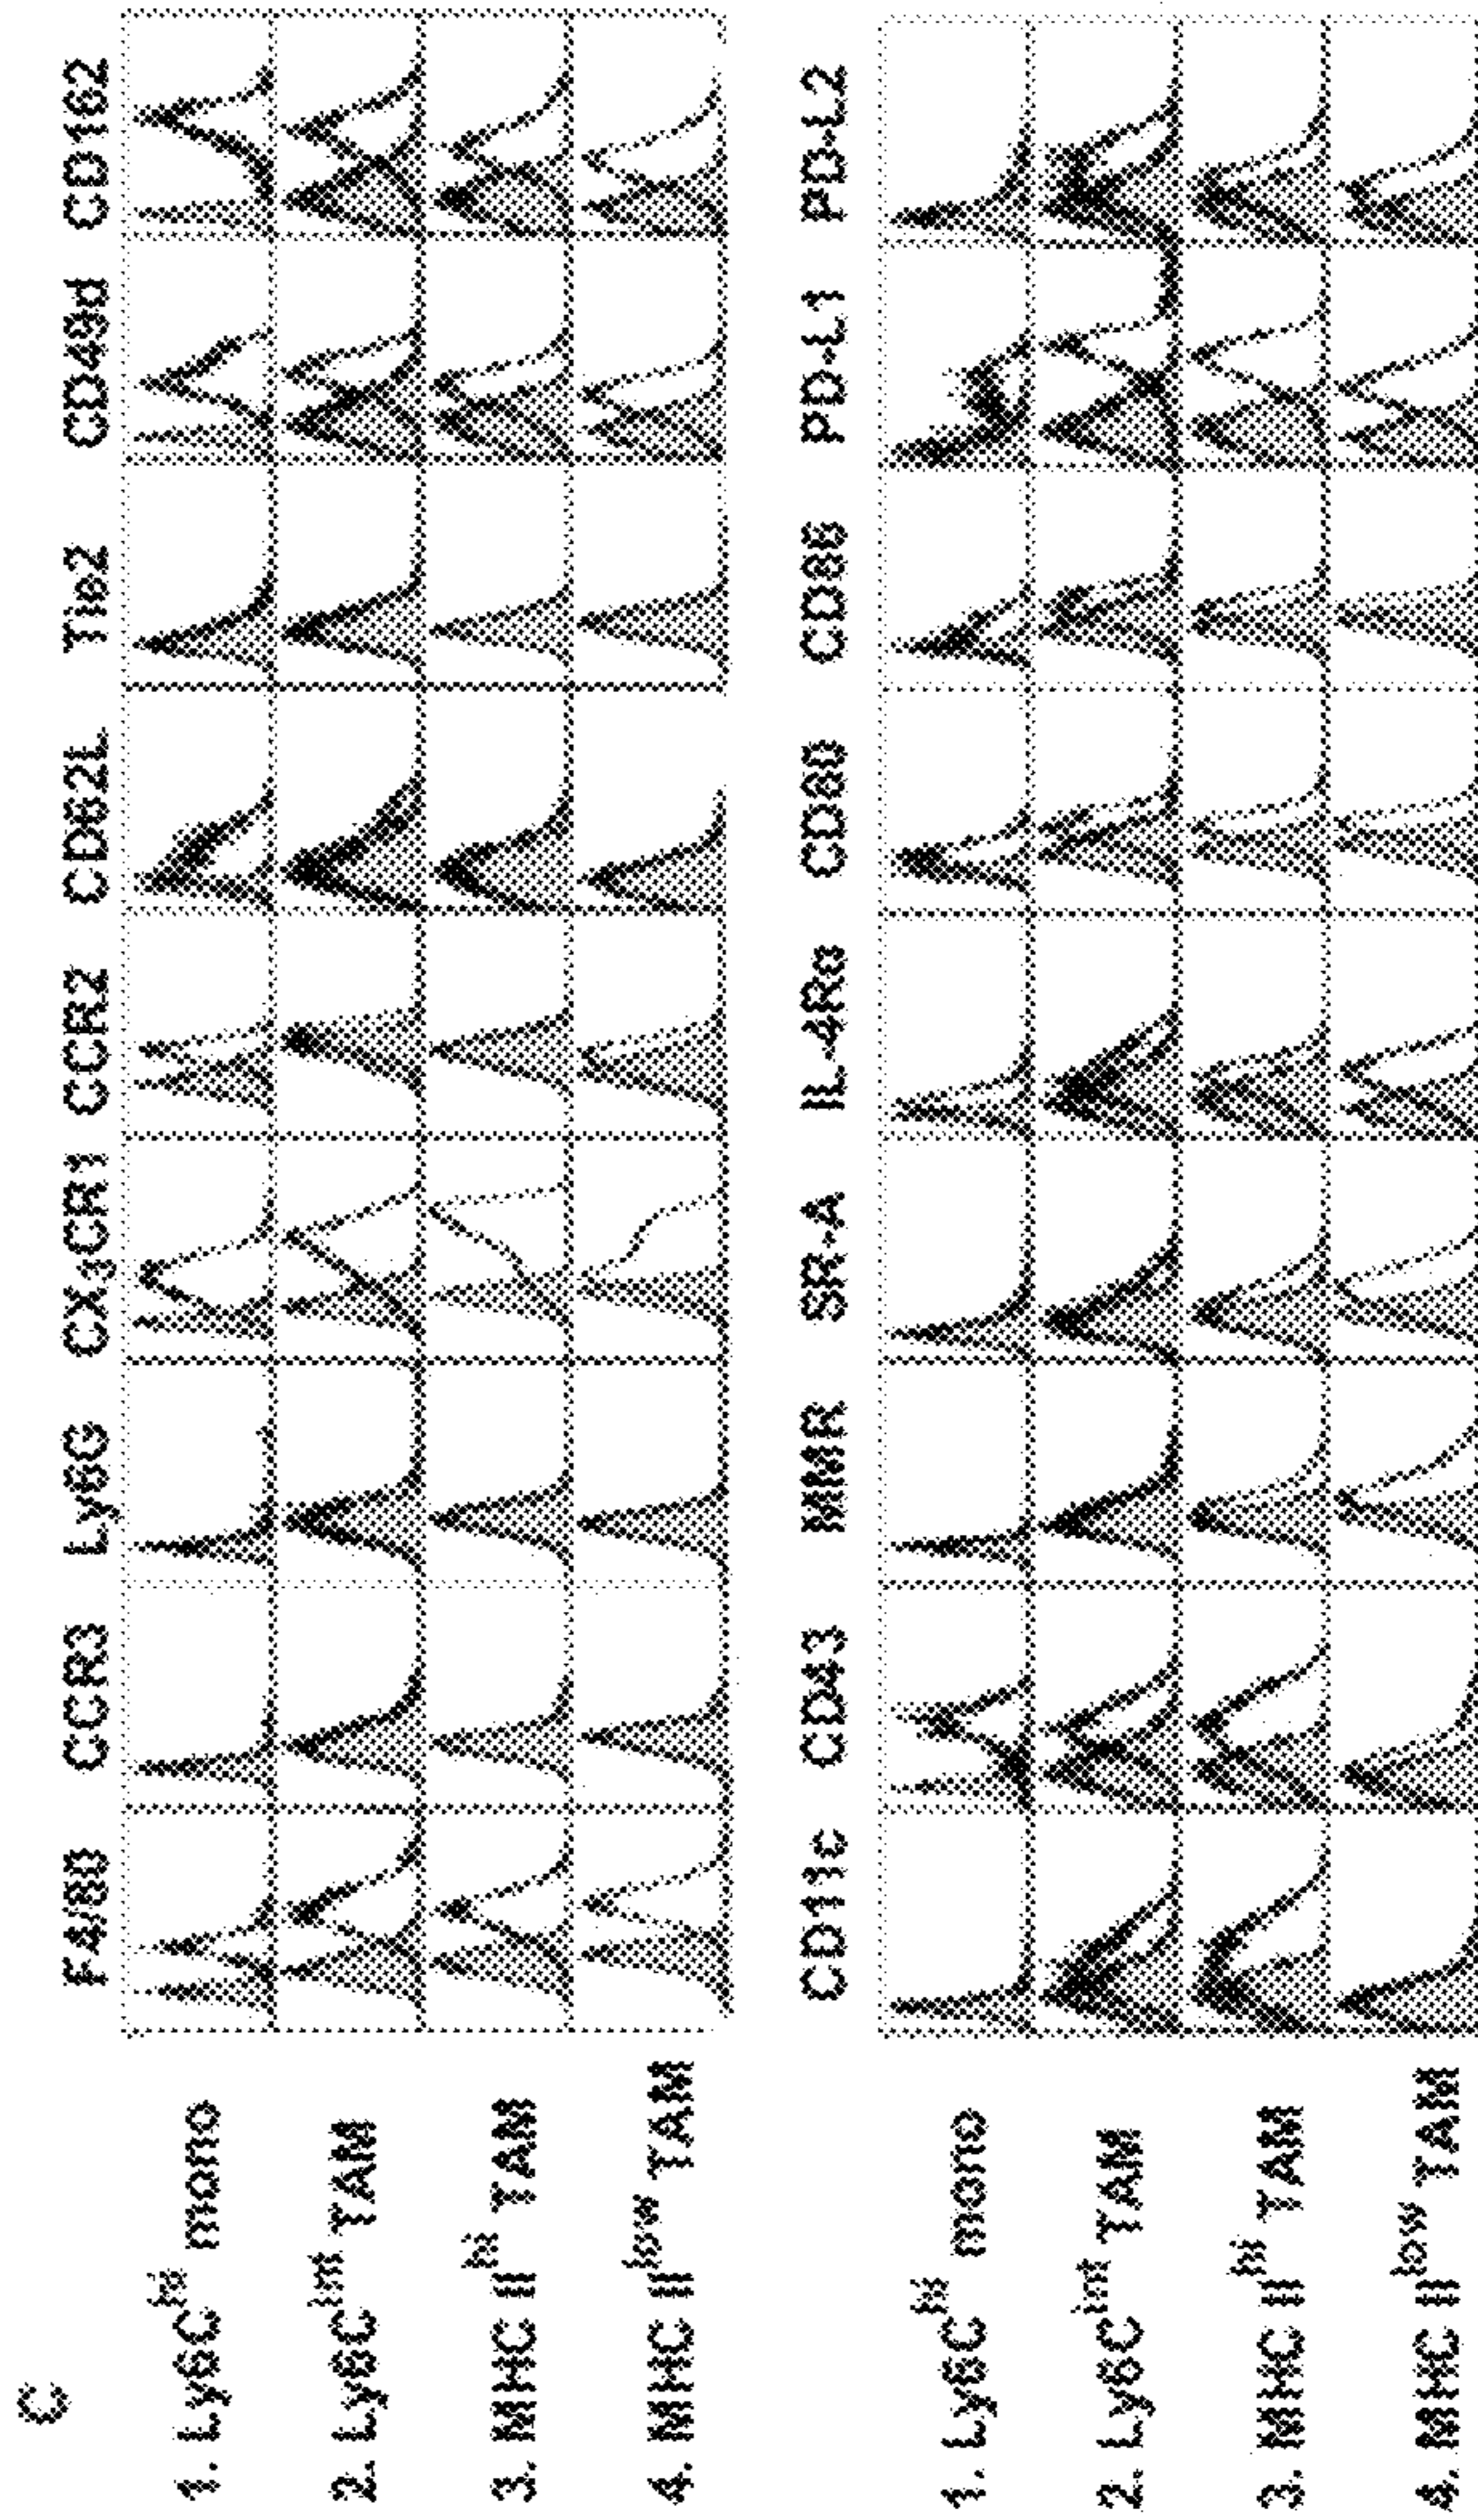 C
F4/80 CCR3 Ly6G CX₃CR1 CCR2 CD62L Tie2 CD49d CD162
1. Ly6C^hi mono
2. Ly6C^int TAM
3. MHC II^hi TAM
4. MHC II^low TAM
CD11c CD43 MMR SR-A IL-4Rα CD80 CD86 PD-L1 PD-L2
1. Ly6C^hi mono
2. Ly6C^int TAM
3. MHC II^hi TAM
4. MHC II^low TAM